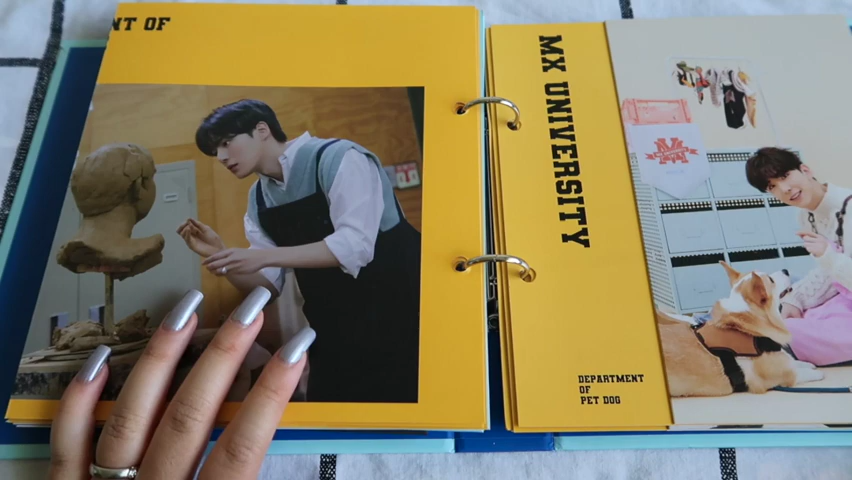 NT OF
MX UNIVERSITY
DEPARTMENT
OF
PET DOG
M